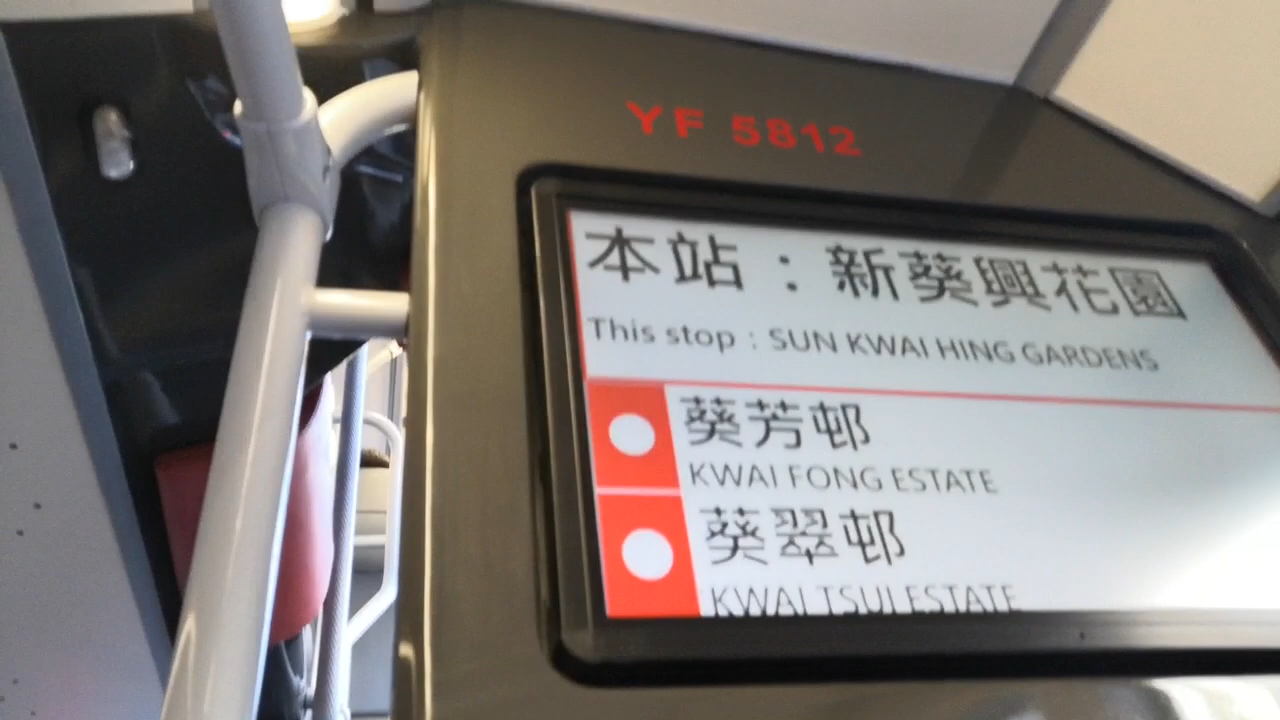 YF 5812
本站：新葵興花園
This stop : SUN KWAI HING GARDENS
葵芳邨
KWAI FONG ESTATE
葵翠邨
KWAI TSUI ESTATE